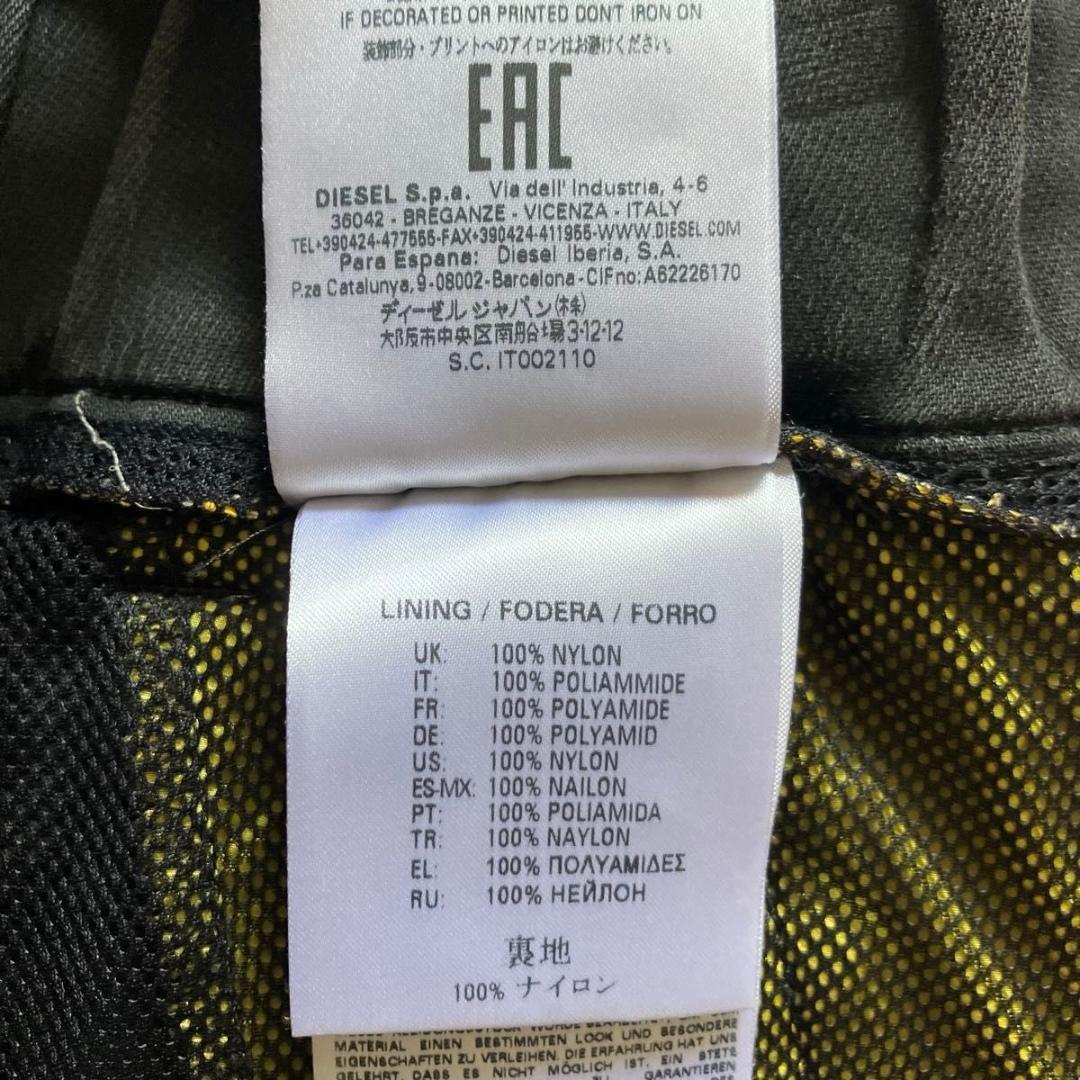 IF DECORATED OR PRINTED DONT IRON ON
装飾部分・プリントへのアイロンはお避けください。
EAC
DIESEL S.p.a. Via dell' Industria, 4-6
36042 - BREGANZE - VICENZA - ITALY
TEL+390424-477555-FAX+390424-411955-WWW.DIESEL.COM
Para Espana: Diesel Iberia, S.A.
P.za Catalunya,9-08002-Barcelona-CIFno:A62226170
ディーゼル ジャパン(株)
大阪市中央区南船場3-12-12
S.C. IT002110
LINING / FODERA / FORRO
UK: 100% NYLON
IT: 100% POLIAMMIDE
FR: 100% POLYAMIDE
DE: 100% POLYAMID
US: 100% NYLON
ES-MX: 100% NAILON
PT: 100% POLIAMIDA
TR: 100% NAYLON
EL: 100% ΠΟΛΥΑΜΙΔΕΣ
RU: 100% НЕЙЛОН
裏地
100% ナイロン
MATERIAL EINEN BESTIMMTEN LOOK UND BESONDERE
EIGENSCHAFTEN ZU VERLEIHEN. DIE ERFAHRUNG HAT
GELEHRT, DASS ES NICHT MÖGLICH IST, EIN STETS
ZU GARANTIEREN